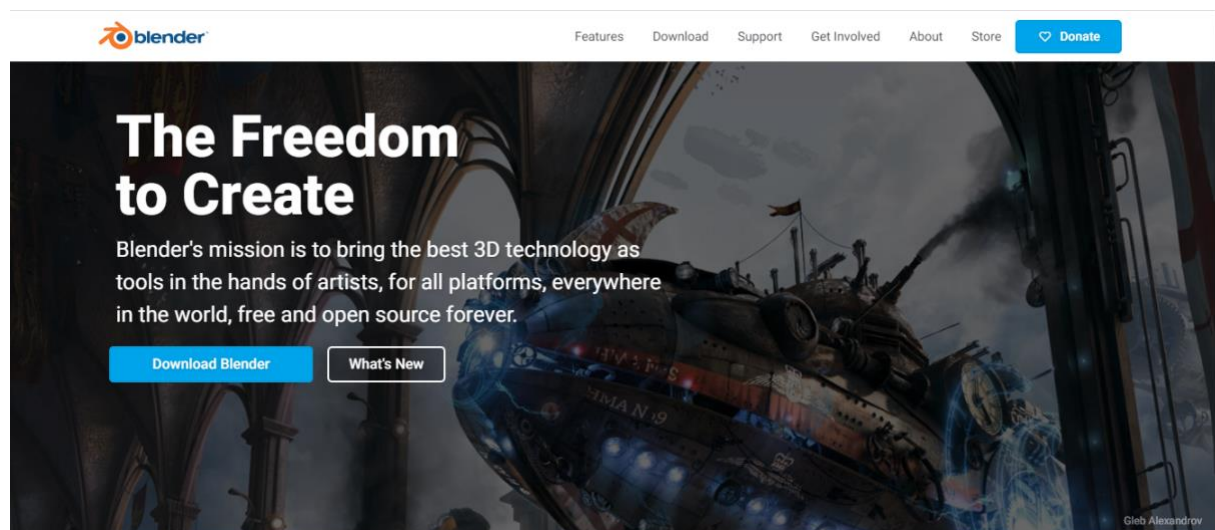 blender
Features Download Support Get Involved About Store Donate
The Freedom
to Create
Blender's mission is to bring the best 3D technology as
tools in the hands of artists, for all platforms, everywhere
in the world, free and open source forever.
Download Blender What's New
Gleb Alexandrov